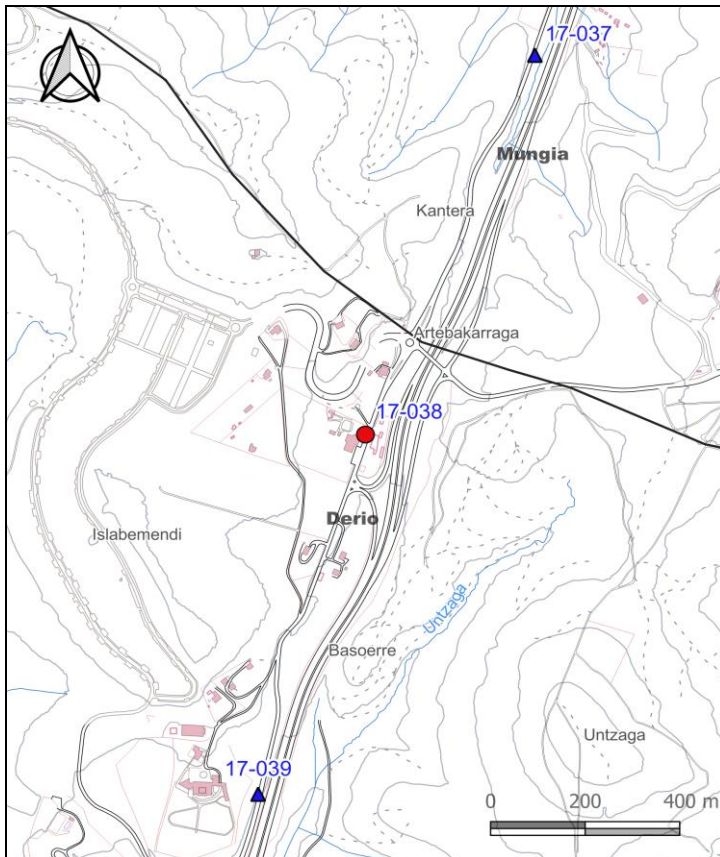 17-037
Mungia
Kantera
Artebakarraga
17-038
Derio
Islabemendi
Untzaga
Basoerre
Untzaga
17-039
0 200 400 m